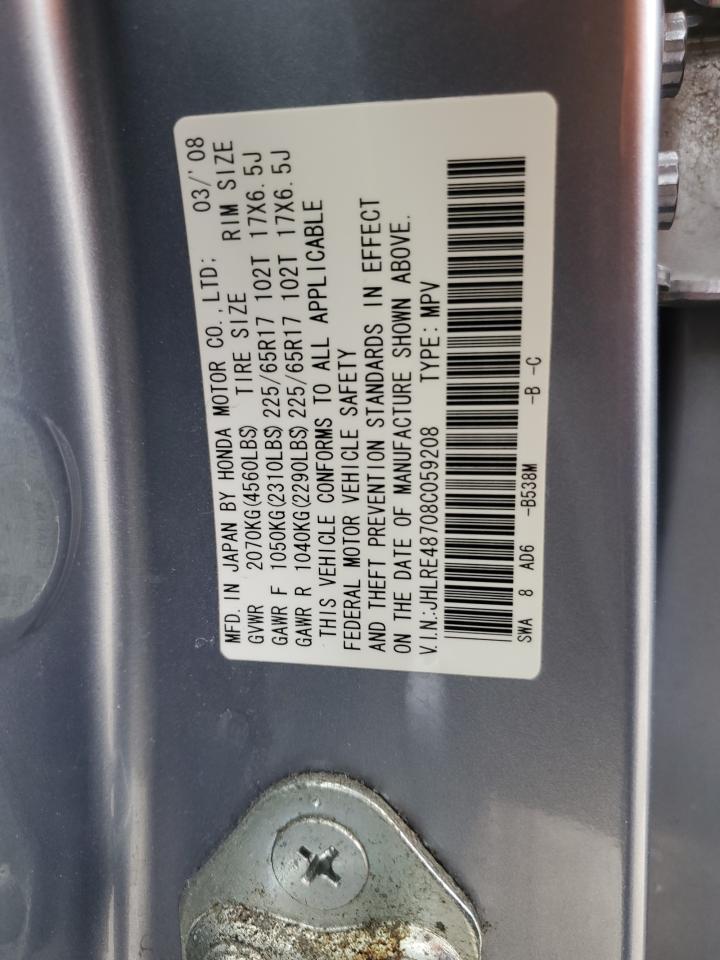 MFD. IN JAPAN BY HONDA MOTOR CO.,LTD; 03/'08
GVWR 2070KG(4560LBS) TIRE SIZE RIM SIZE
GAWR F 1050KG(2310LBS)225/65R17 102T 17X6.5J
GAWR R 1040KG(2290LBS)225/65R17 102T 17X6.5J
THIS VEHICLE CONFORMS TO ALL APPLICABLE
FEDERAL MOTOR VEHICLE SAFETY
AND THEFT PREVENTION STANDARDS IN EFFECT
ON THE DATE OF MANUFACTURE SHOWN ABOVE.
V.I.N:JHLRE48708C059208 TYPE:MPV
SWA 8 AD6 -B538M -B -C